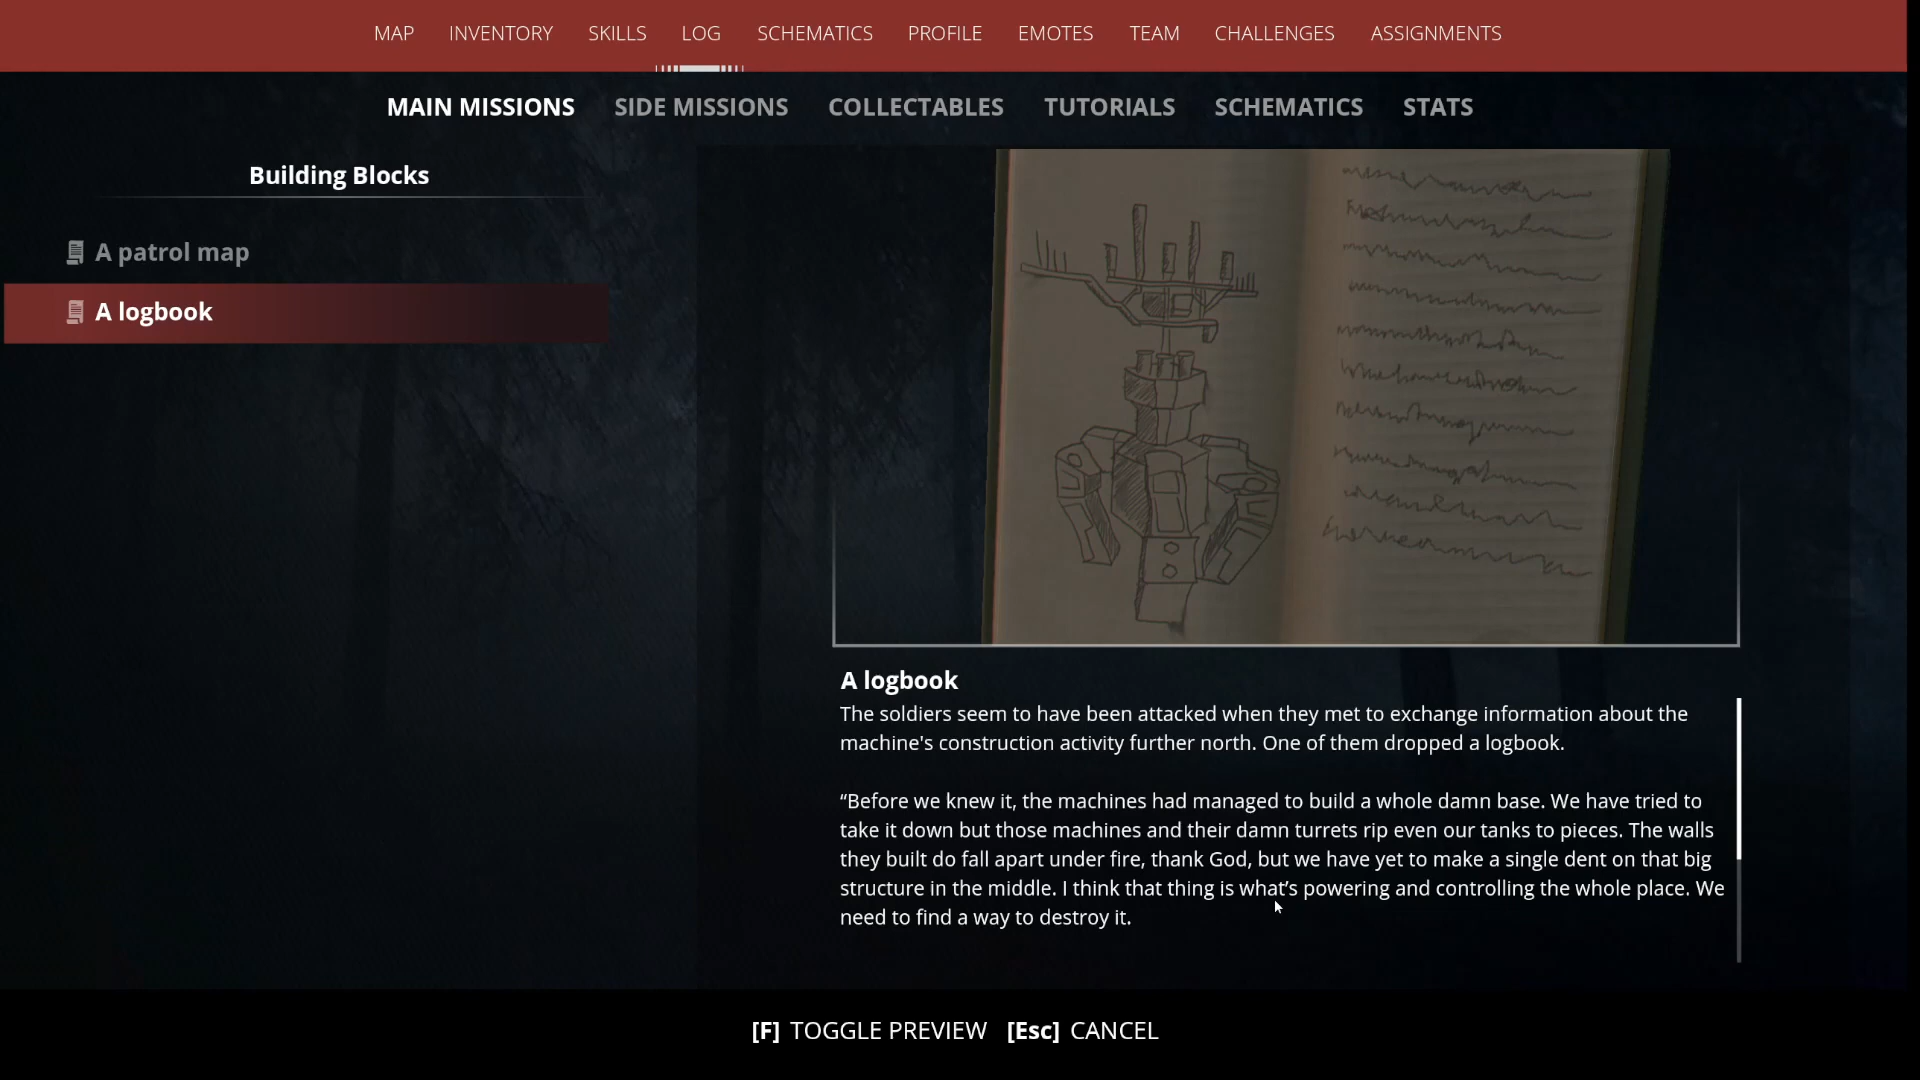 MAP INVENTORY SKILLS LOG SCHEMATICS PROFILE EMOTES TEAM CHALLENGES ASSIGNMENTS
MAIN MISSIONS SIDE MISSIONS COLLECTABLES TUTORIALS SCHEMATICS STATS
Building Blocks
A patrol map
A logbook
A logbook
The soldiers seem to have been attacked when they met to exchange information about the
machine's construction activity further north. One of them dropped a logbook.
“Before we knew it, the machines had managed to build a whole damn base. We have tried to
take it down but those machines and their damn turrets rip even our tanks to pieces. The walls
they built do fall apart under fire, thank God, but we have yet to make a single dent on that big
structure in the middle. I think that thing is what’s powering and controlling the whole place. We
need to find a way to destroy it.
[F] TOGGLE PREVIEW [Esc] CANCEL